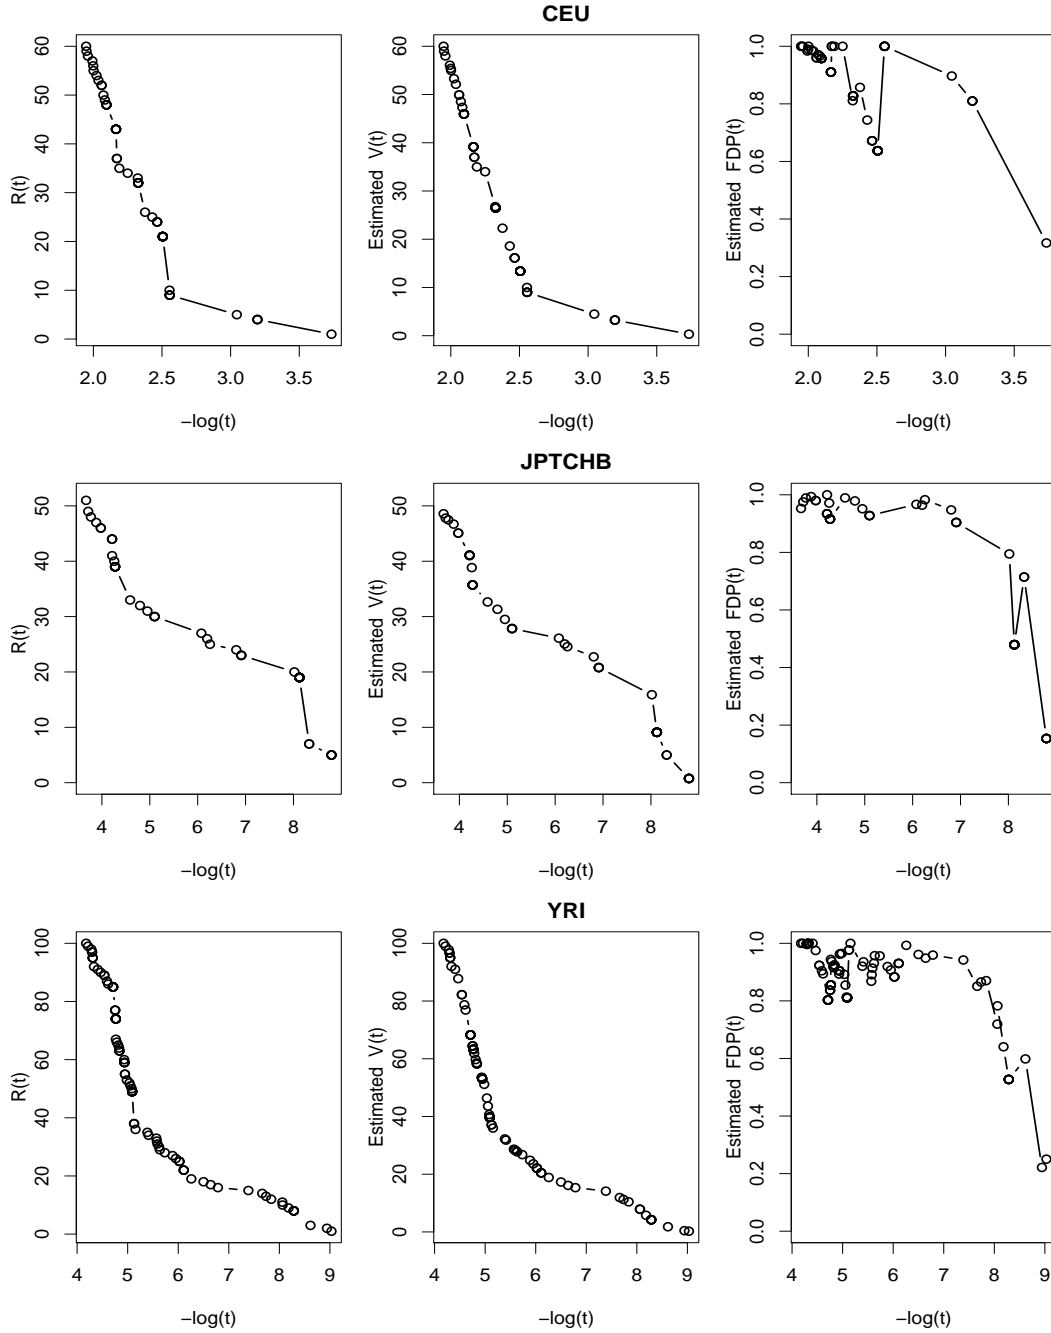 CEU
R(t)
0 10 20 30 40 50 60
2.0 2.5 3.0 3.5
−log(t)
Estimated V(t)
0 10 20 30 40 50 60
2.0 2.5 3.0 3.5
−log(t)
Estimated FDP(t)
0.0 0.2 0.4 0.6 0.8 1.0
2.0 2.5 3.0 3.5
−log(t)
JPTCHB
R(t)
0 10 20 30 40 50
4 5 6 7 8
−log(t)
Estimated V(t)
0 10 20 30 40 50
4 5 6 7 8
−log(t)
Estimated FDP(t)
0.0 0.2 0.4 0.6 0.8 1.0
4 5 6 7 8
−log(t)
YRI
R(t)
0 20 40 60 80 100
4 5 6 7 8 9
−log(t)
Estimated V(t)
0 20 40 60 80 100
4 5 6 7 8 9
−log(t)
Estimated FDP(t)
0.0 0.2 0.4 0.6 0.8 1.0
4 5 6 7 8 9
−log(t)